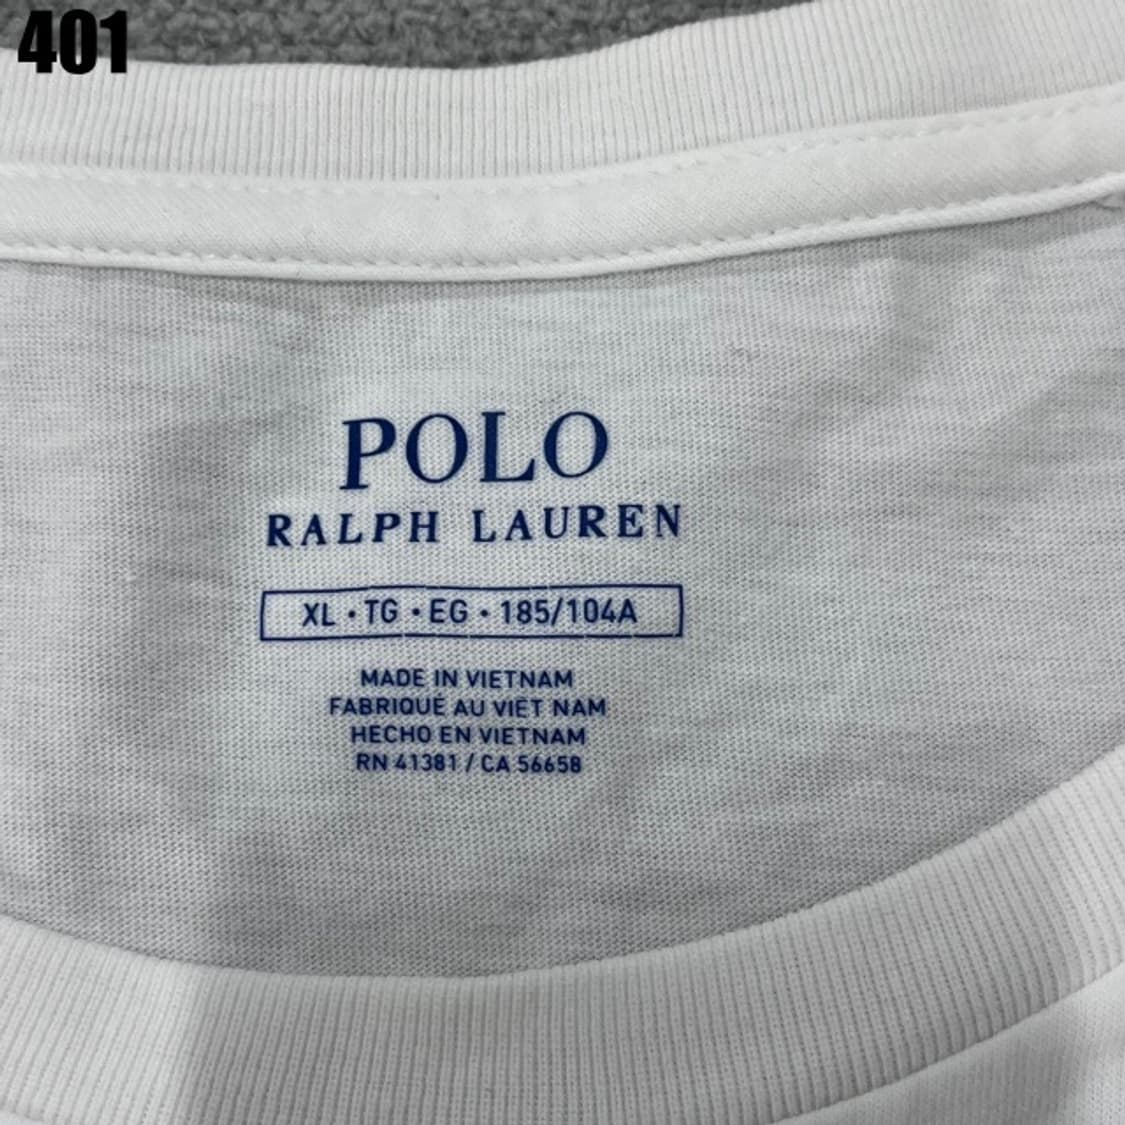 401
POLO
RALPH LAUREN
XL • TG • EG • 185/104A
MADE IN VIETNAM
FABRIQUÉ AU VIÊT NAM
HECHO EN VIETNAM
RN 41381 / CA 56658